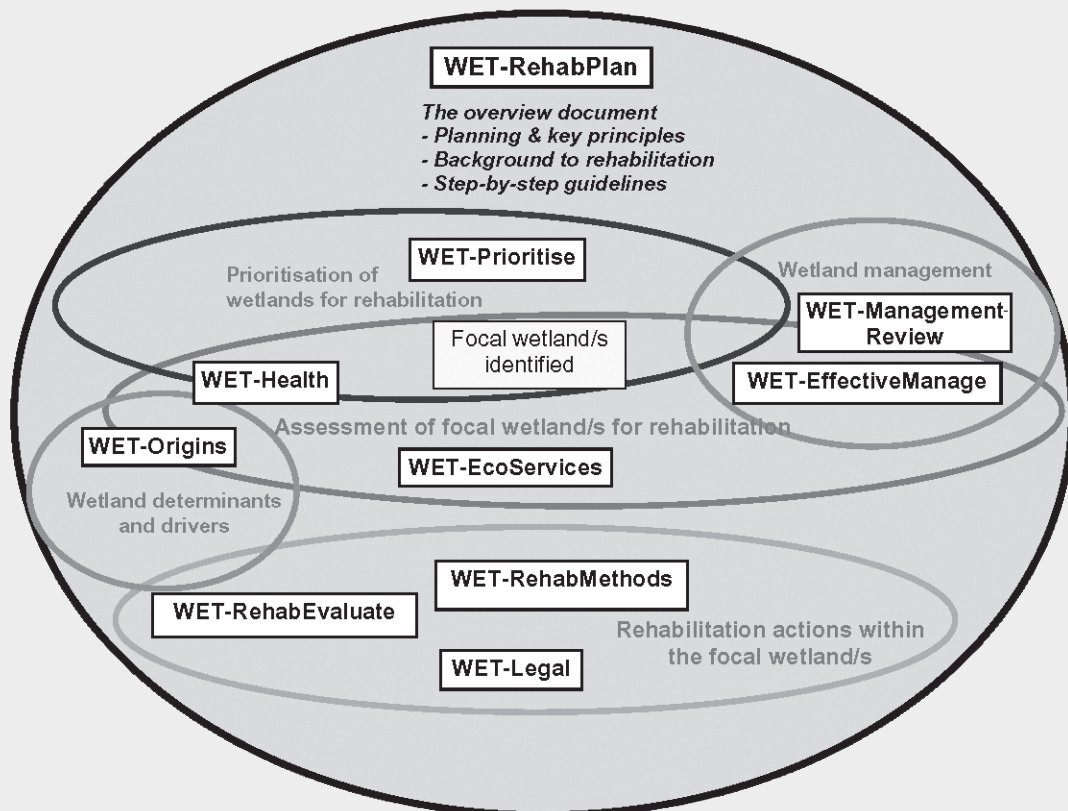 WET-RehabPlan
The overview document
- Planning & key principles
- Background to rehabilitation
- Step-by-step guidelines
WET-Prioritise
Prioritisation of
wetlands for rehabilitation
Wetland management
WET-Management-
Review
Focal wetland/s
identified
WET-Health
WET-EffectiveManage
Assessment of focal wetland/s for rehabilitation
WET-Origins
WET-EcoServices
Wetland determinants
and drivers
WET-RehabMethods
WET-RehabEvaluate
Rehabilitation actions within
the focal wetland/s
WET-Legal